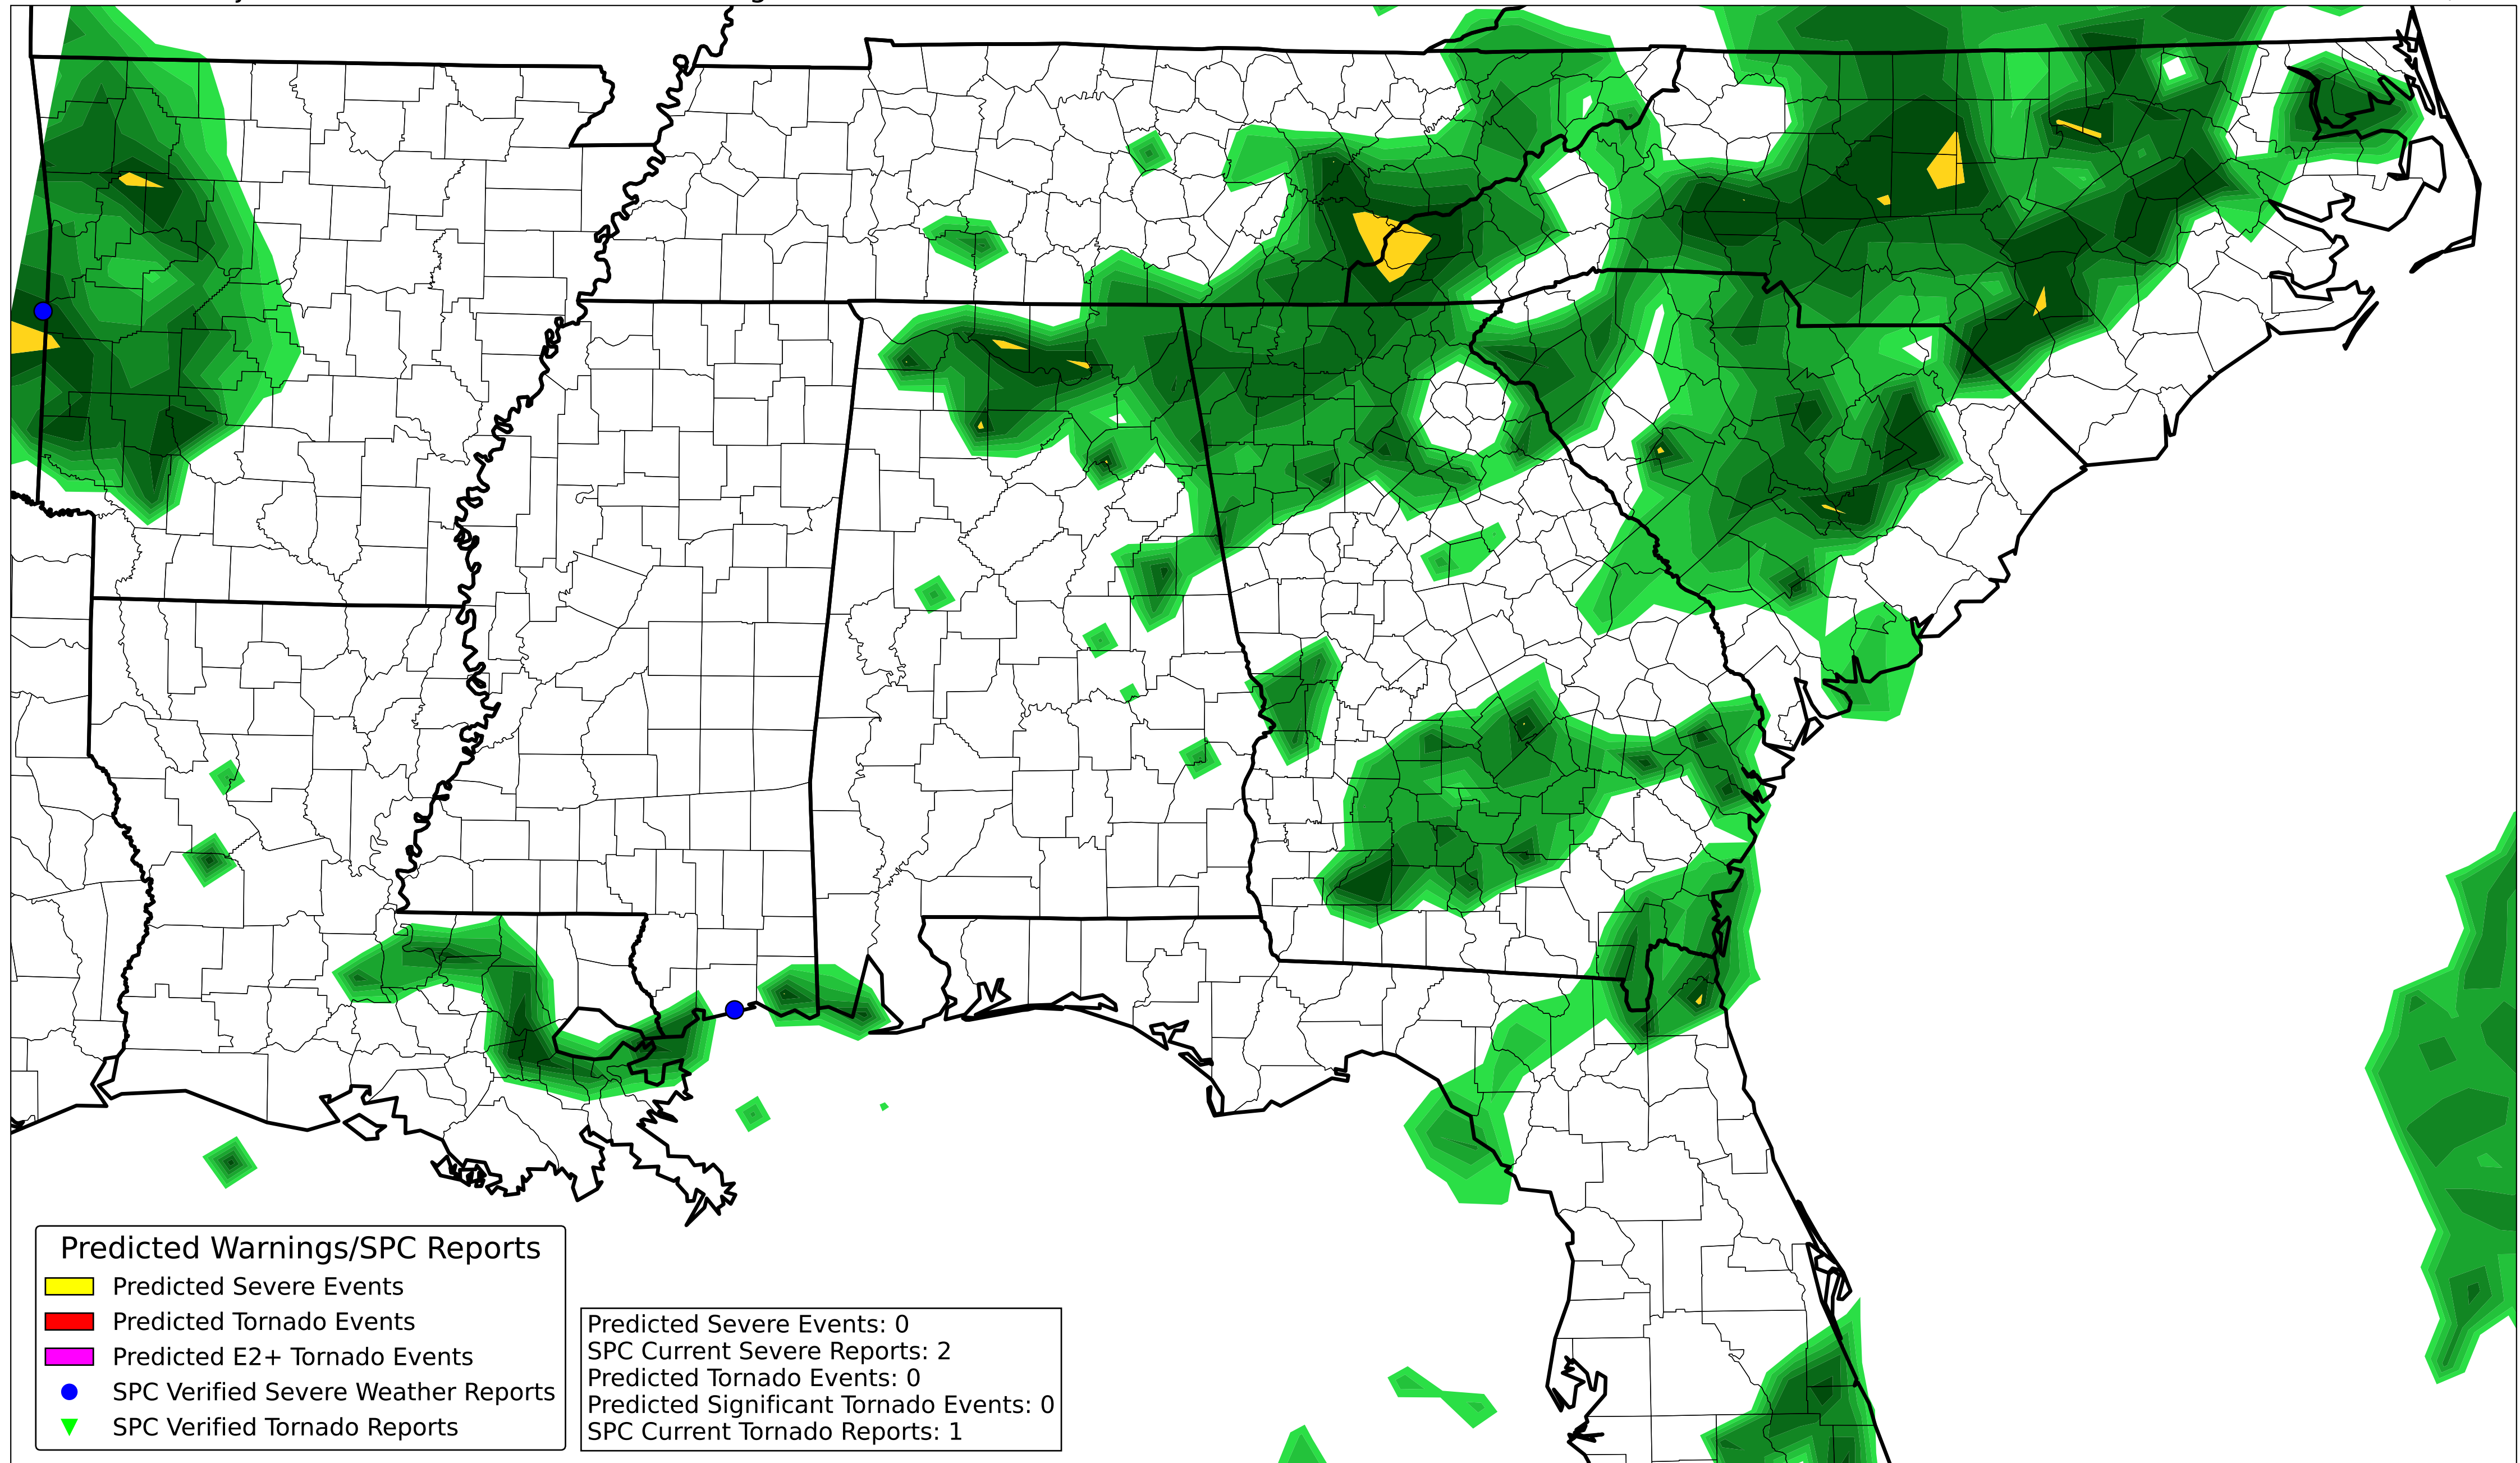 Predicted Warnings/SPC Reports
Predicted Severe Events
Predicted Tornado Events
Predicted E2+ Tornado Events
SPC Verified Severe Weather Reports
SPC Verified Tornado Reports
Predicted Severe Events: 0
SPC Current Severe Reports: 2
Predicted Tornado Events: 0
Predicted Significant Tornado Events: 0
SPC Current Tornado Reports: 1